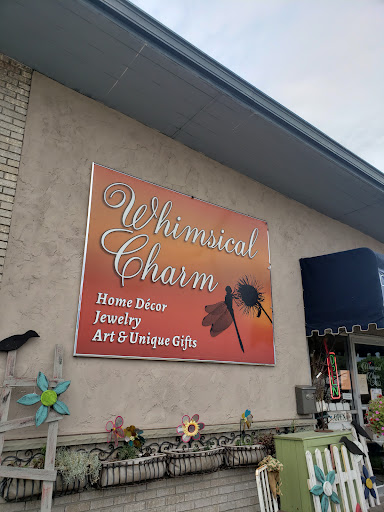 Whimsical
Charm
Home Décor
Jewelry
Art & Unique Gifts